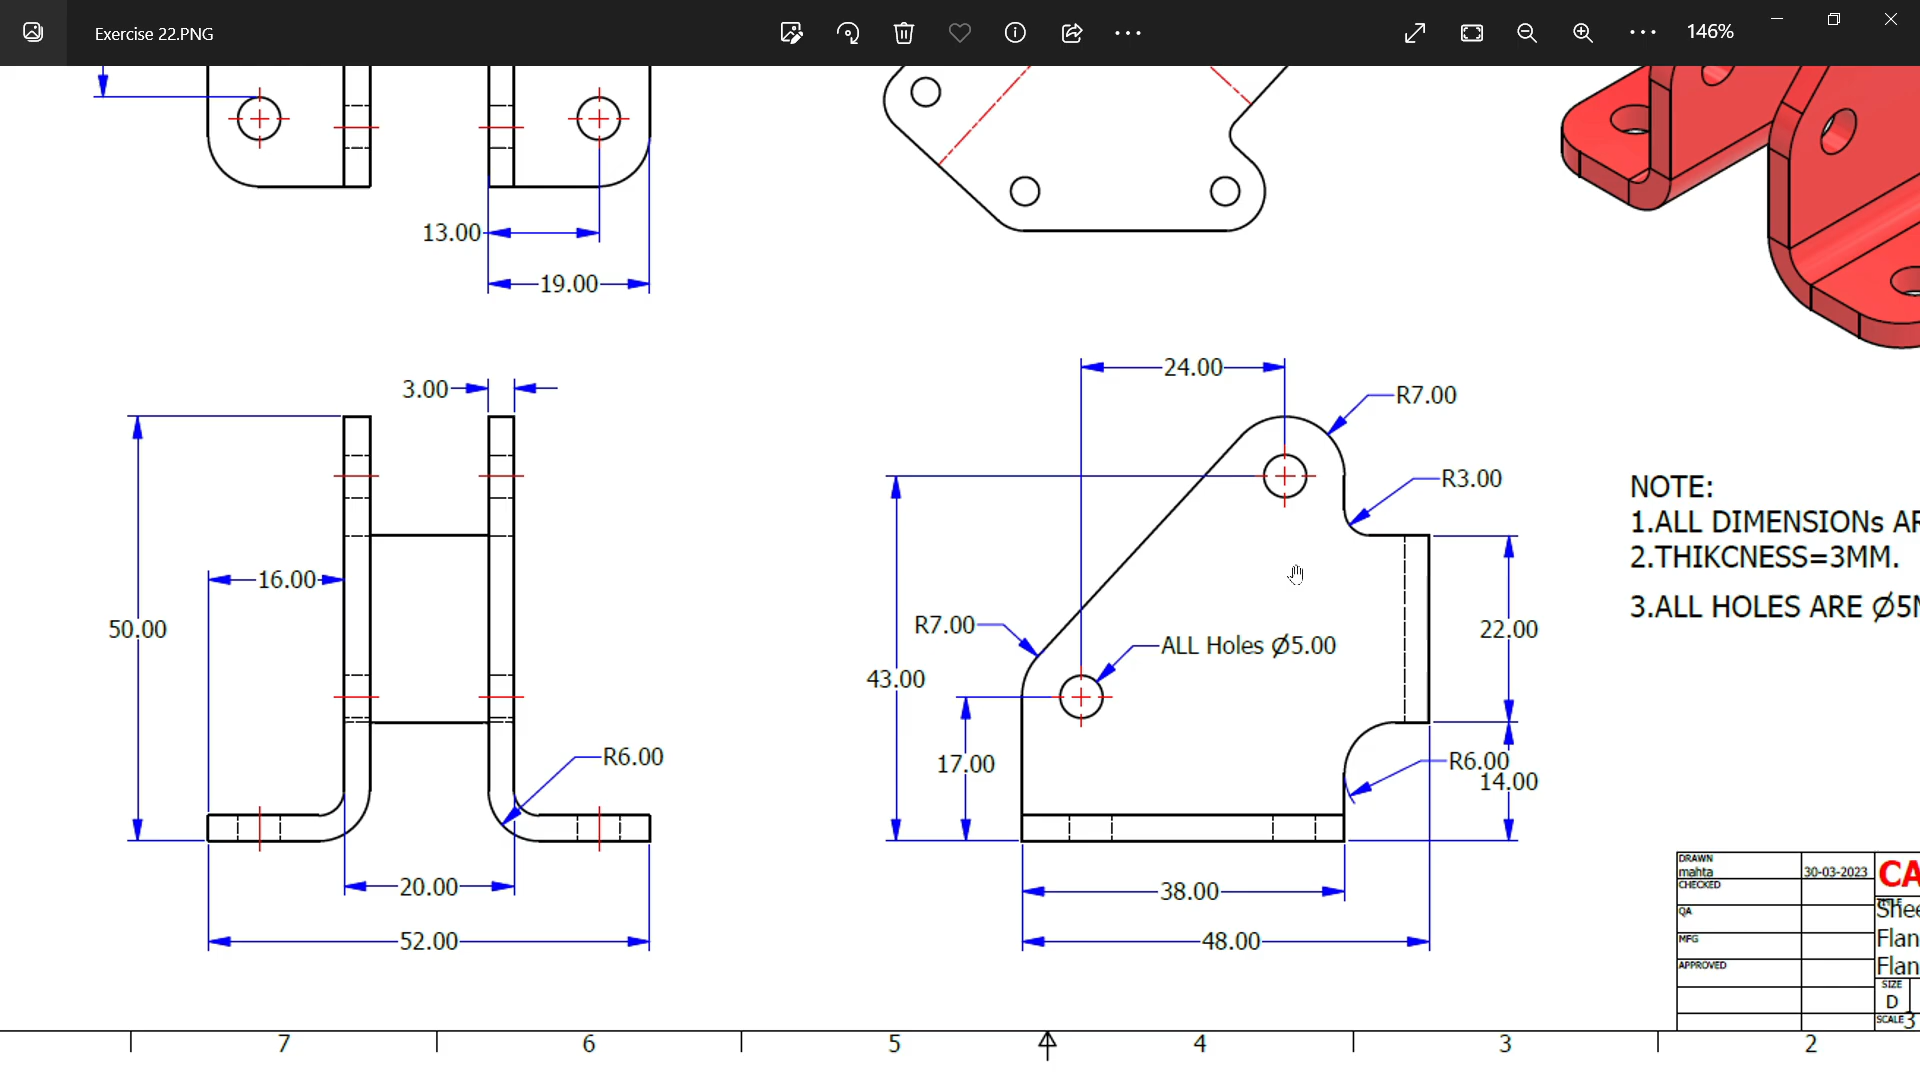 Exercise 22.PNG
146%
13.00
19.00
3.00
16.00
50.00
R6.00
20.00
52.00
24.00
R7.00
R3.00
R7.00
ALL Holes Ø5.00
43.00
17.00
22.00
R6.00
14.00
38.00
48.00
NOTE:
1.ALL DIMENSIONs AR
2.THIKCNESS=3MM.
3.ALL HOLES ARE Ø5M
DRAWN
mahta
30-03-2023
CHECKED
QA
MFG
APPROVED
CA
TITLE
Shee
Flan
Flan
SIZE
D
SCALE 3
7
6
5
4
3
2